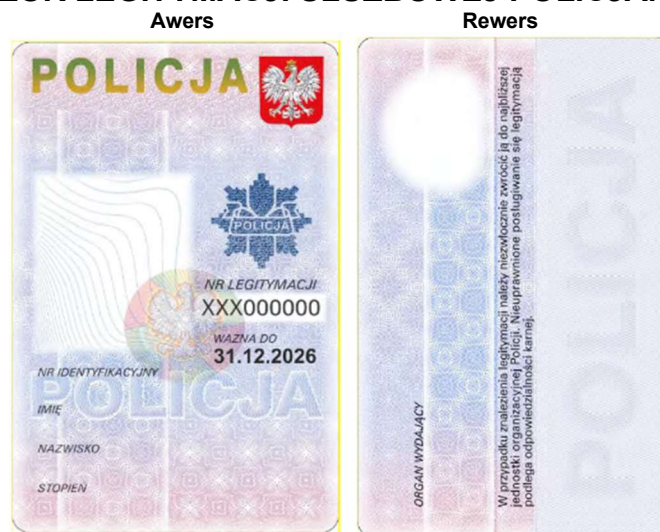 Awers
Rewers
POLICJA
POLICJA
NR LEGITYMACJI
XXX000000
WAŻNA DO
31.12.2026
NR IDENTYFIKACYJNY
POLICJA
IMIĘ
NAZWISKO
STOPIEŃ
ORGAN WYDAJĄCY
W przypadku znalezienia legitymacji należy niezwłocznie zwrócić ją do najbliższej
jednostki organizacyjnej Policji. Nieuprawnione posługiwanie się legitymacją
podlega odpowiedzialności karnej.
POLICJA